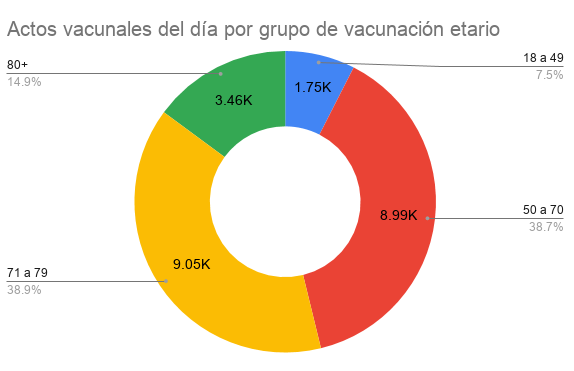 Actos vacunales del día por grupo de vacunación etario
80+
14.9%
18 a 49
7.5%
1.75K
3.46K
50 a 70
38.7%
8.99K
9.05K
71 a 79
38.9%